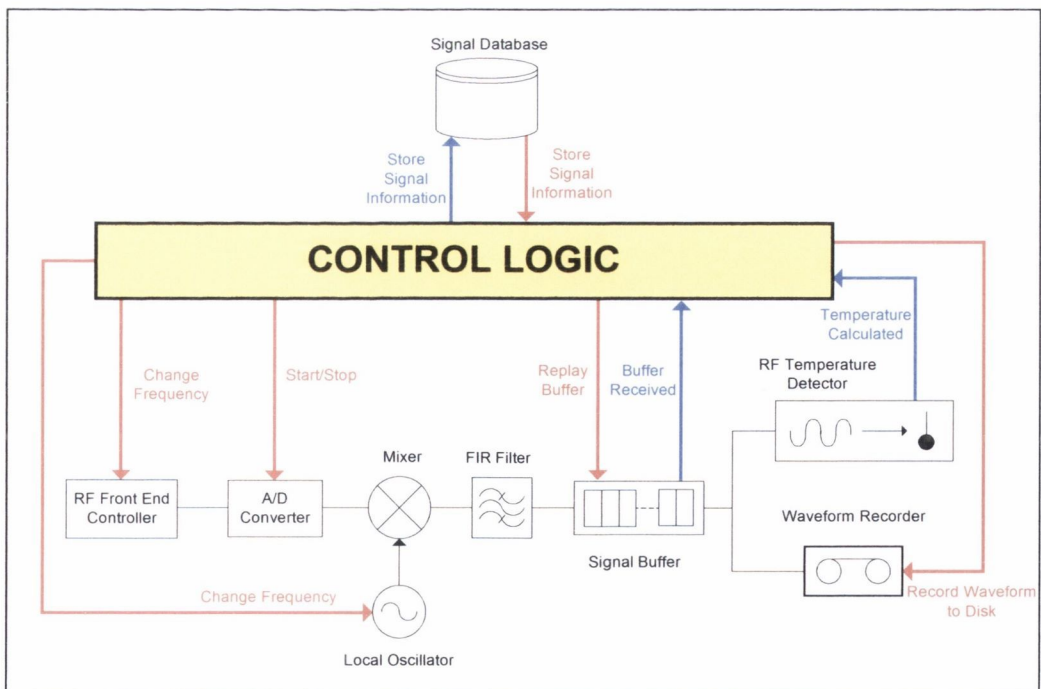 Signal Database
Store
Signal
Information
Store
Signal
Information
CONTROL LOGIC
Temperature
Calculated
Change
Frequency
Start/Stop
Replay
Buffer
Buffer
Received
RF Temperature
Detector
Mixer
FIR Filter
RF Front End
Controller
A/D
Converter
Waveform Recorder
Signal Buffer
Change Frequency
Record Waveform
to Disk
Local Oscillator